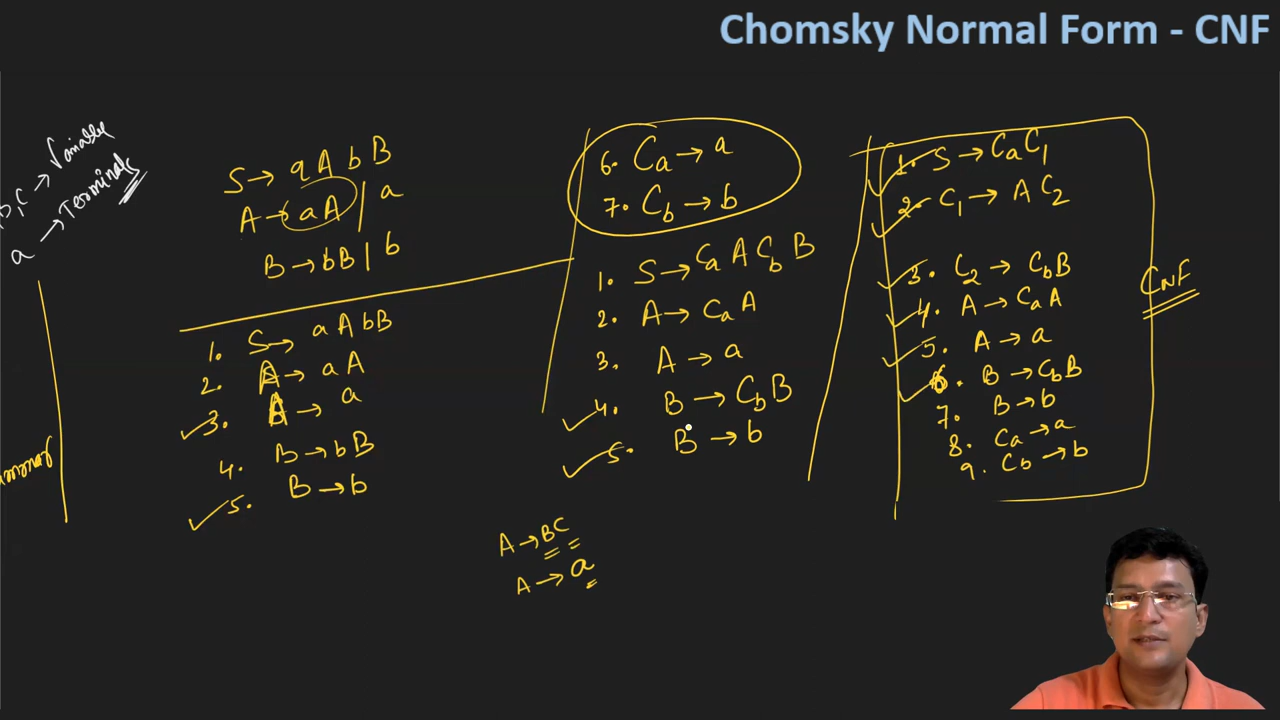 Chomsky Normal Form - CNF
B,C → Variable
a → Terminals
S → aAbB
A → aA | a
B → bB | b
1. S → aAbB
2. A → aA
3. A → a
4. B → bB
5. B → b
6. Ca → a
7. Cb → b
1. S → CaACbB
2. A → CaA
3. A → a
4. B → CbB
5. B → b
A → BC
A → a
1. S → CaC1
2. C1 → AC2
3. C2 → CbB
4. A → CaA
5. A → a
6. B → CbB
7. B → b
8. Ca → a
9. Cb → b
CNF